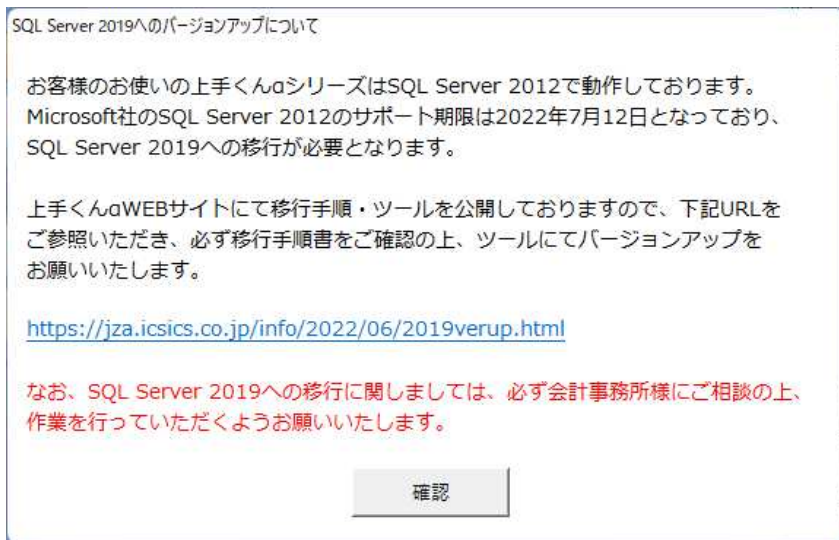 SQL Server 2019へのバージョンアップについて
お客様のお使いの上手くんαシリーズはSQL Server 2012で動作しております。
Microsoft社のSQL Server 2012のサポート期限は2022年7月12日となっており、
SQL Server 2019への移行が必要となります。
上手くんαWEBサイトにて移行手順・ツールを公開しておりますので、下記URLを
ご参照いただき、必ず移行手順書をご確認の上、ツールにてバージョンアップを
お願いいたします。
https://jza.icsics.co.jp/info/2022/06/2019verup.html
なお、SQL Server 2019への移行に関しましては、必ず会計事務所様にご相談の上、
作業を行っていただくようお願いいたします。
確認